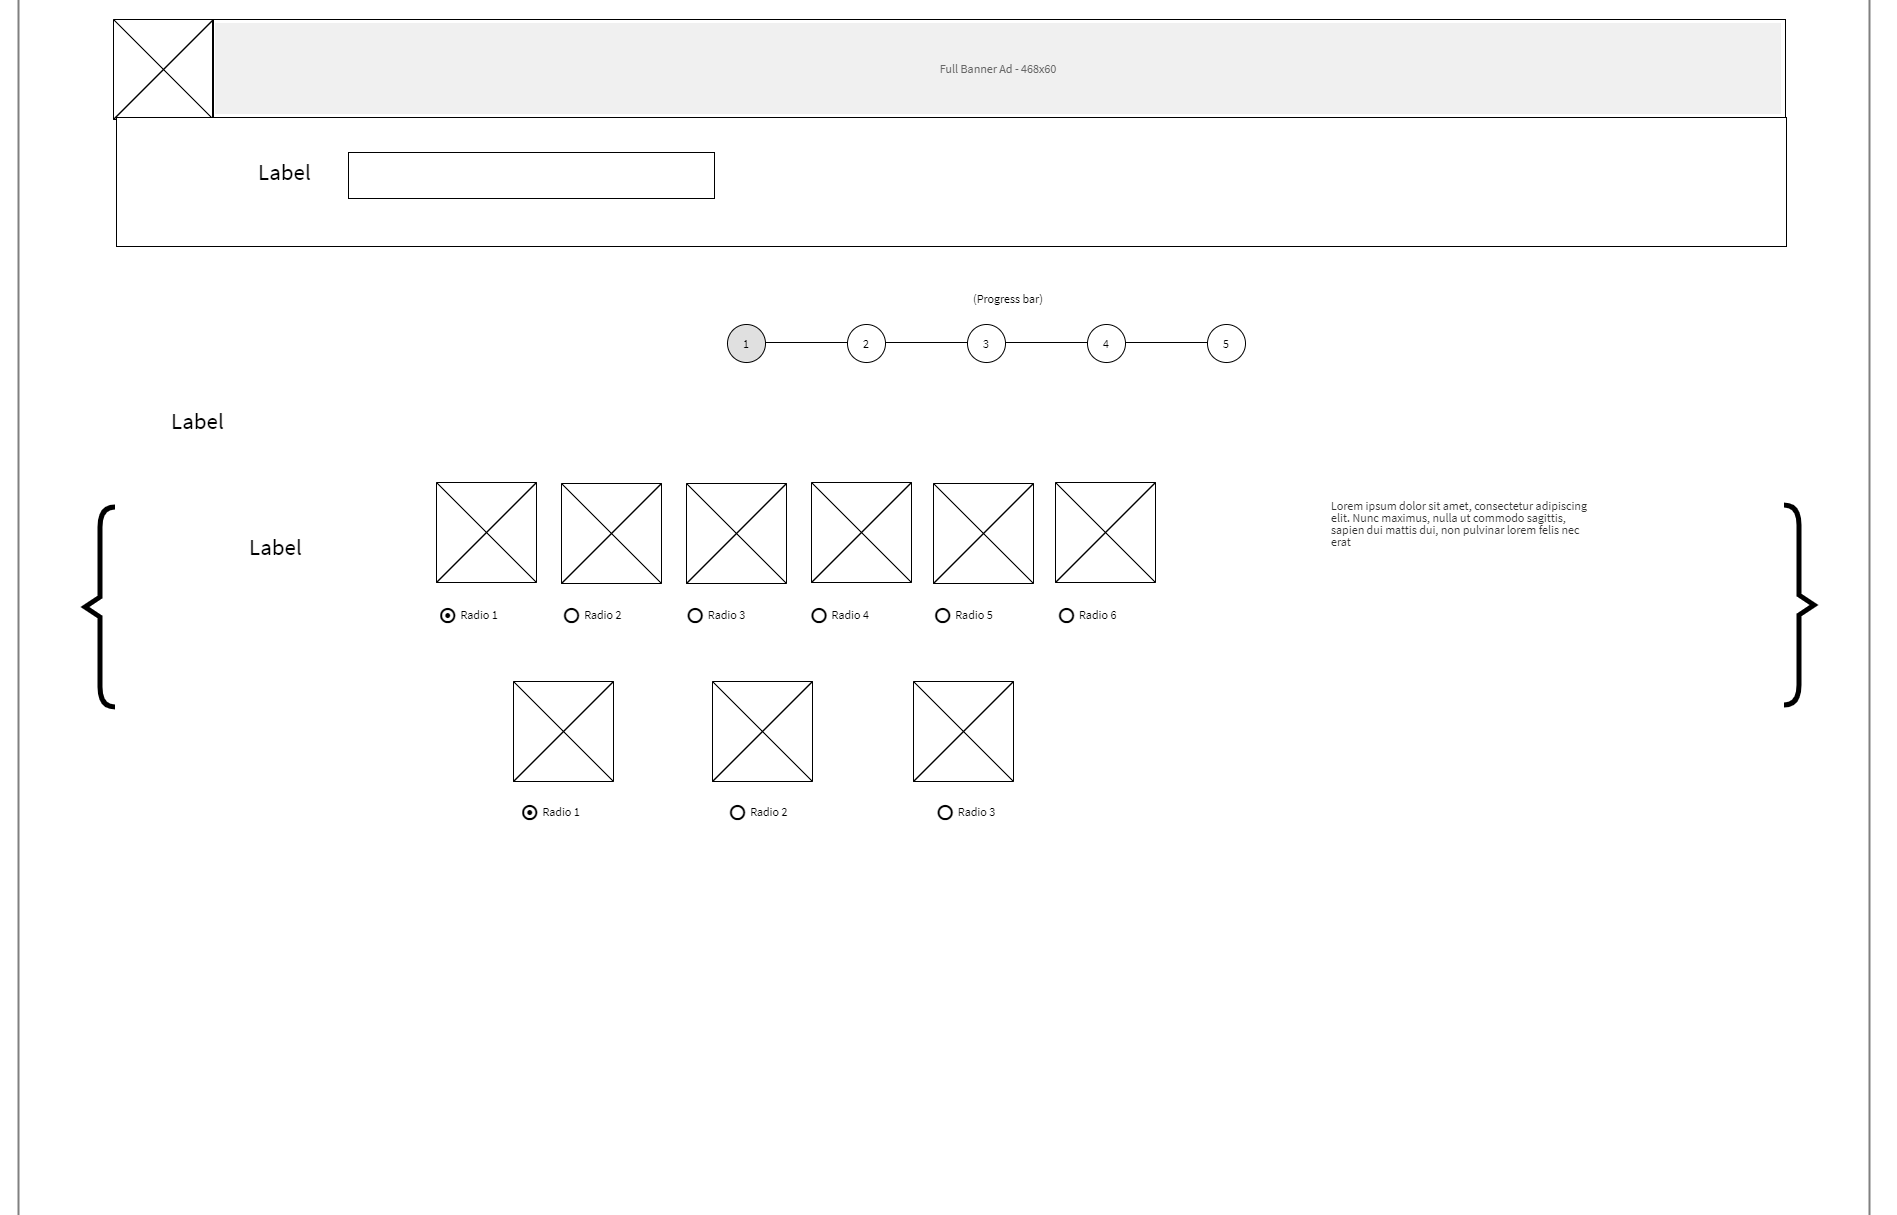 Full Banner Ad - 468x60
Label
(Progress bar)
1 2 3 4 5
Label
Label
Lorem ipsum dolor sit amet, consectetur adipiscing
elit. Nunc maximus, nulla ut commodo sagittis,
sapien dui mattis dui, non pulvinar lorem felis nec
erat
Radio 1 Radio 2 Radio 3 Radio 4 Radio 5 Radio 6
Radio 1 Radio 2 Radio 3